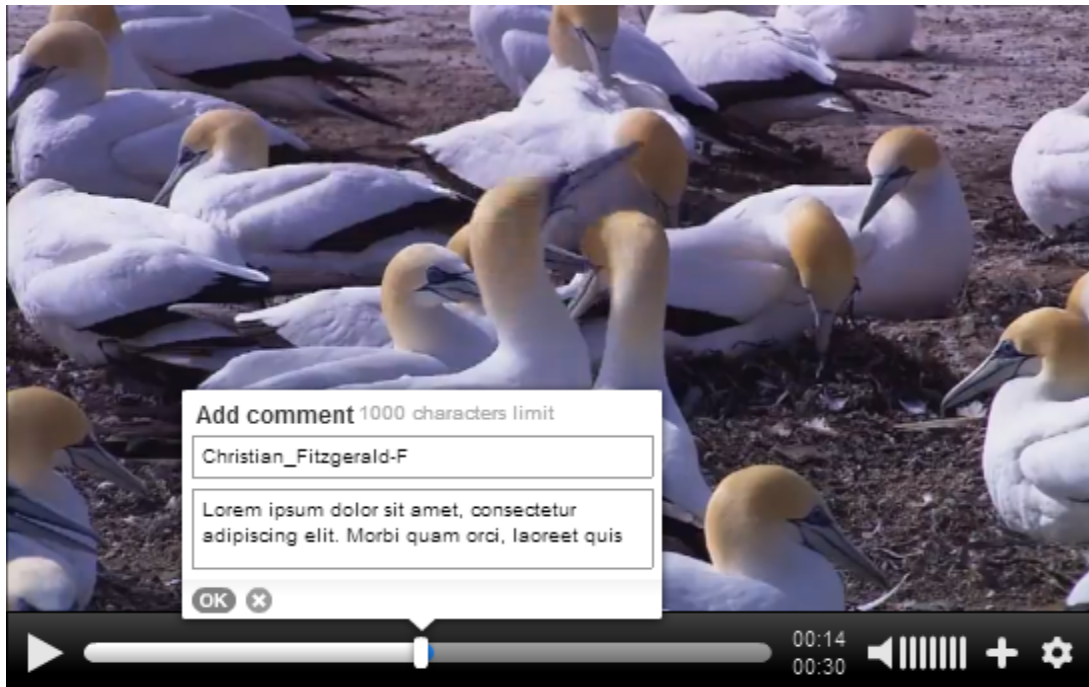 Add comment 1000 characters limit
Christian_Fitzgerald-F
Lorem ipsum dolor sit amet, consectetur
adipiscing elit. Morbi quam orci, laoreet quis
OK
00:14
00:30